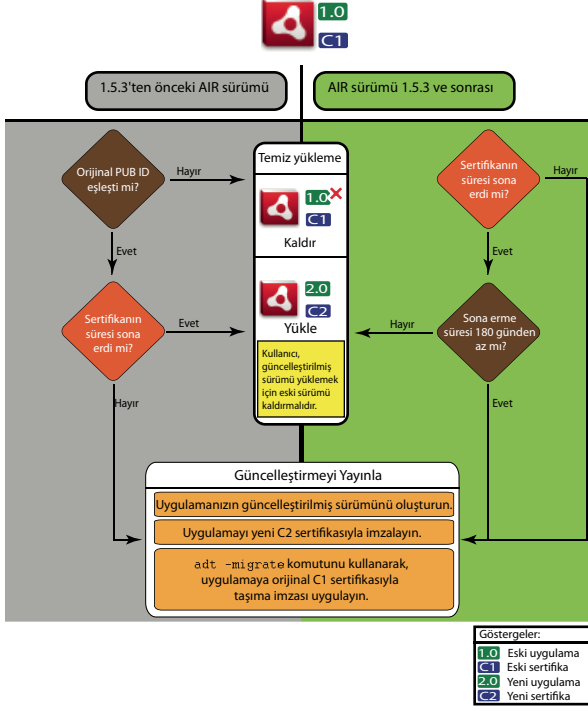 1.0
C1
1.5.3'ten önceki AIR sürümü
AIR sürümü 1.5.3 ve sonrası
Orijinal PUB ID
eşleşti mi?
Hayır
Evet
Sertifikanın
süresi sona
erdi mi?
Evet
Hayır
Temiz yükleme
1.0
C1
Kaldır
2.0
C2
Yükle
Kullanıcı,
güncelleştirilmiş
sürümü yüklemek
için eski sürümü
kaldırmalıdır.
Sertifikanın
süresi sona
erdi mi?
Hayır
Evet
Sona erme
süresi 180 günden
az mı?
Hayır
Evet
Güncelleştirmeyi Yayınla
Uygulamanızın güncelleştirilmiş sürümünü oluşturun.
Uygulamayı yeni C2 sertifikasıyla imzalayın.
adt -migrate komutunu kullanarak,
uygulamaya orijinal C1 sertifikasıyla
taşıma imzası uygulayın.
Göstergeler:
1.0 Eski uygulama
C1 Eski sertifika
2.0 Yeni uygulama
C2 Yeni sertifika